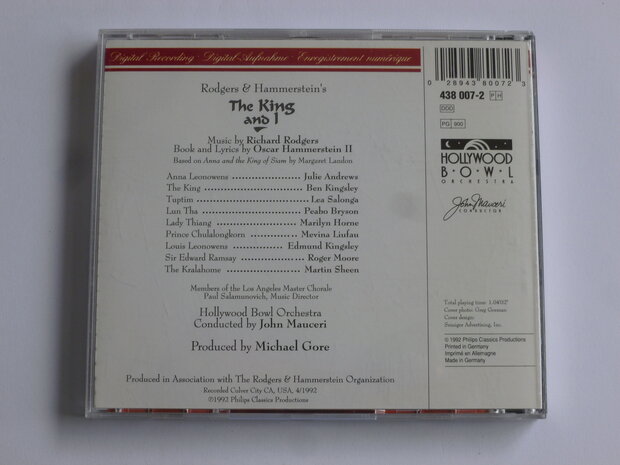 Digital Recording · Digital-Aufnahme · Enregistrement numérique
Rodgers & Hammerstein's
The King
and I
Music by Richard Rodgers
Book and Lyrics by Oscar Hammerstein II
Based on Anna and the King of Siam by Margaret Landon
Anna Leonowens .......................... Julie Andrews
The King .......................... Ben Kingsley
Tuptim .......................... Lea Salonga
Lun Tha .......................... Peabo Bryson
Lady Thiang .......................... Marilyn Horne
Prince Chulalongkorn .................. Mevina Liufau
Louis Leonowens .................. Edmund Kingsley
Sir Edward Ramsay .................. Roger Moore
The Kralahome .................. Martin Sheen
Members of the Los Angeles Master Chorale
Paul Salamunovich, Music Director
Hollywood Bowl Orchestra
Conducted by John Mauceri
Produced by Michael Gore
Produced in Association with The Rodgers & Hammerstein Organization
Recorded Culver City CA, USA, 4/1992
©1992 Philips Classics Productions
0 28943 80072 3
438 007-2 PH
DDD
PG 900
HOLLYWOOD
B·O·W·L
ORCHESTRA
John Mauceri
CONDUCTOR
Total playing time:
Cover photo: Greg Gorman
Cover design:
Seiniger Advertising, Inc.
© 1992 Philips Classics Productions
Printed in Germany
Imprimé en Allemagne
Made in Germany